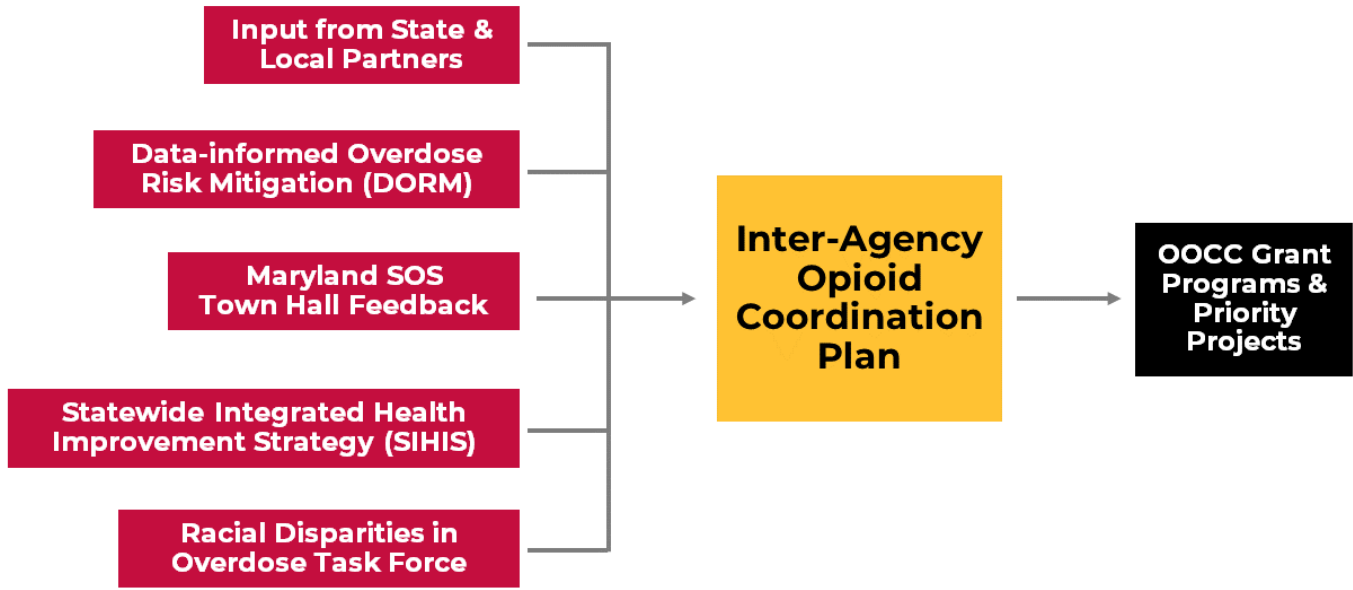 Input from State &
Local Partners
Data-informed Overdose
Risk Mitigation (DORM)
Maryland SOS
Town Hall Feedback
Statewide Integrated Health
Improvement Strategy (SIHIS)
Racial Disparities in
Overdose Task Force
Inter-Agency
Opioid
Coordination
Plan
OOCC Grant
Programs &
Priority
Projects